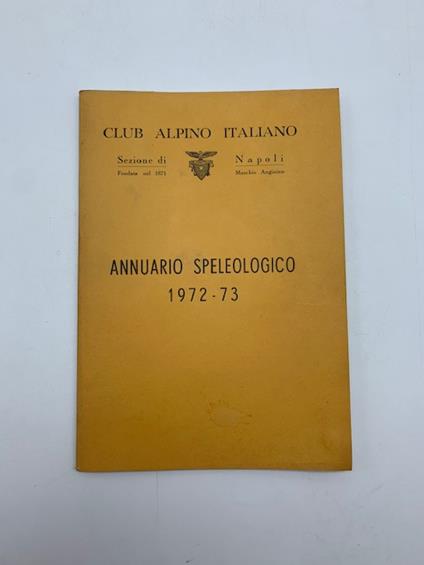 CLUB ALPINO ITALIANO
Sezione di Napoli
Fondata nel 1871 Maschio Angioino
ANNUARIO SPELEOLOGICO
1972-73